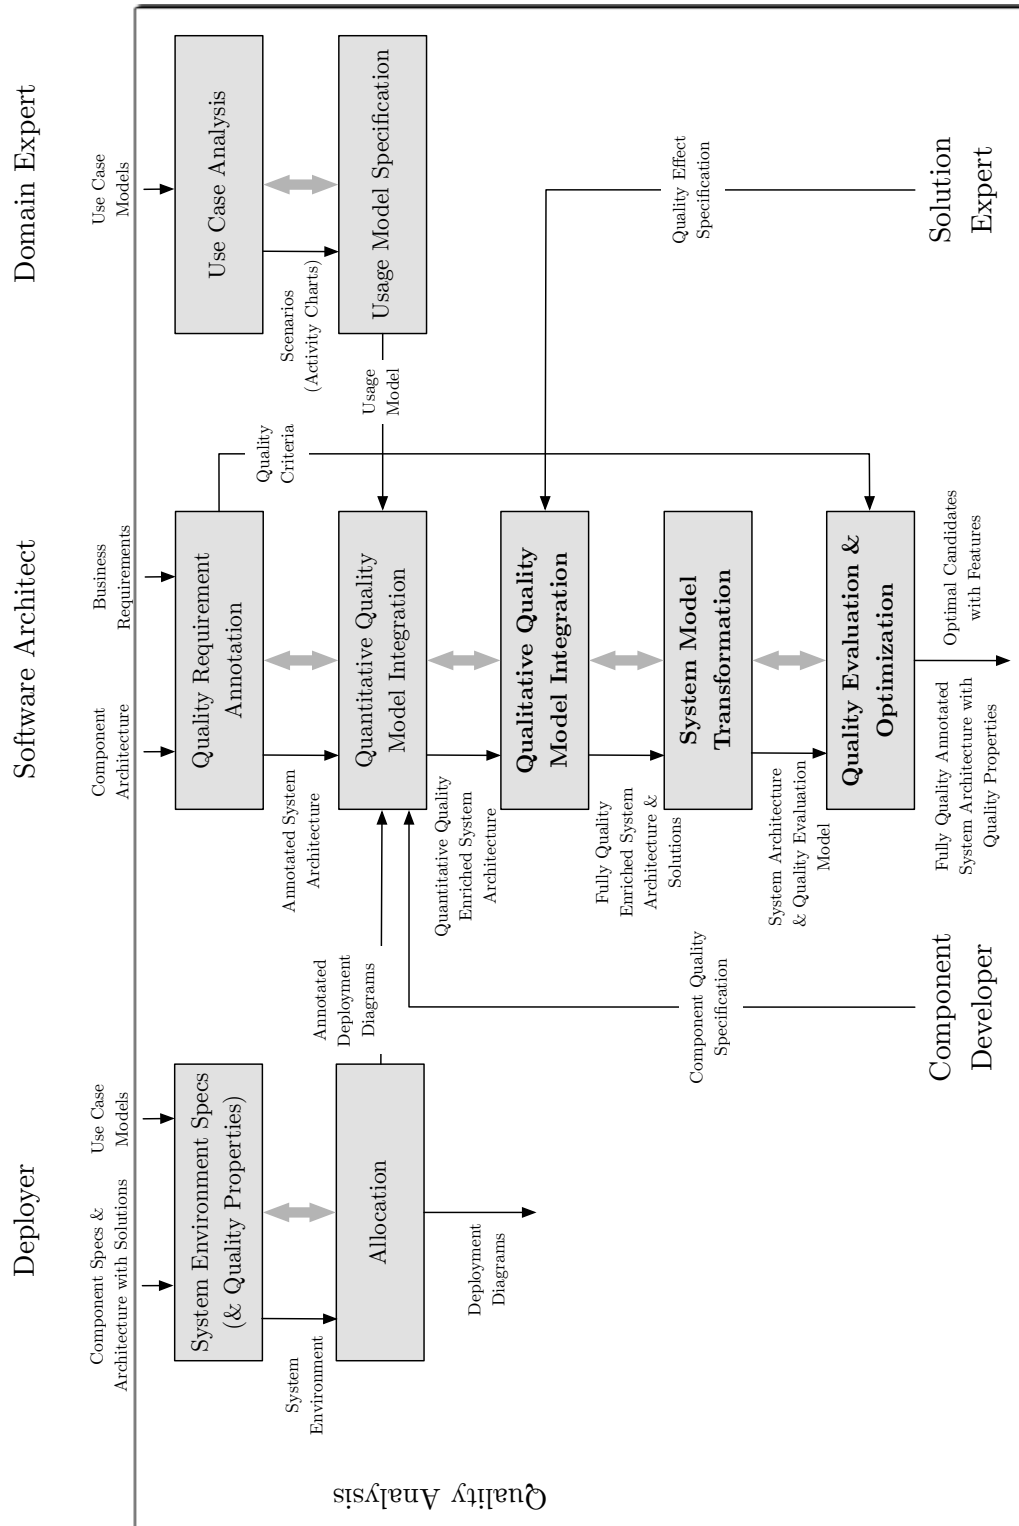 Deployer
Software Architect
Domain Expert
Component Specs &
Architecture with Solutions
Use Case
Models
Component
Architecture
Business
Requirements
Use Case
Models
System Environment Specs
(& Quality Properties)
Quality Requirement
Annotation
Use Case Analysis
System
Environment
Annotated System
Architecture
Quality
Criteria
Scenarios
(Activity Charts)
Allocation
Annotated
Deployment
Diagrams
Quantitative Quality
Model Integration
Usage
Model
Usage Model Specification
Deployment
Diagrams
Quantitative Quality
Enriched System
Architecture
Qualitative Quality
Model Integration
Fully Quality
Enriched System
Architecture &
Solutions
System Model
Transformation
Component Quality
Specification
Quality Effect
Specification
System Architecture
& Quality Evaluation
Model
Quality Evaluation &
Optimization
Component
Developer
Fully Quality Annotated
System Architecture with
Quality Properties
Optimal Candidates
with Features
Solution
Expert
Quality Analysis